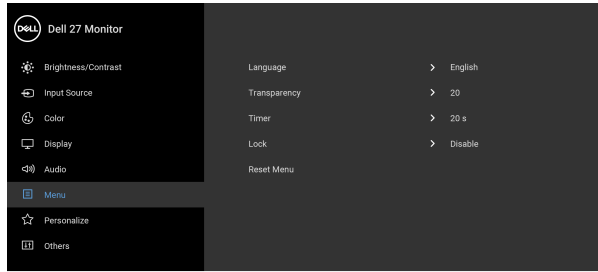 DELL Dell 27 Monitor
Brightness/Contrast Language > English
Input Source Transparency > 20
Color Timer > 20 s
Display Lock > Disable
Audio Reset Menu
Menu
Personalize
Others